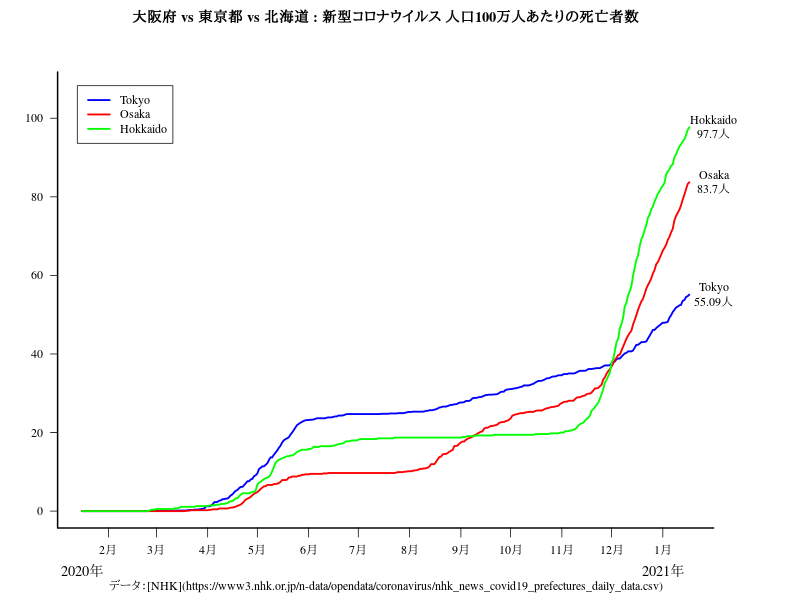 大阪府 vs 東京都 vs 北海道 : 新型コロナウイルス 人口100万人あたりの死亡者数
Tokyo
Osaka
Hokkaido
100
80
60
40
20
0
Hokkaido
97.7人
Osaka
83.7人
Tokyo
55.09人
2月 3月 4月 5月 6月 7月 8月 9月 10月 11月 12月 1月
2020年 2021年
データ：[NHK](https://www3.nhk.or.jp/n-data/opendata/coronavirus/nhk_news_covid19_prefectures_daily_data.csv)